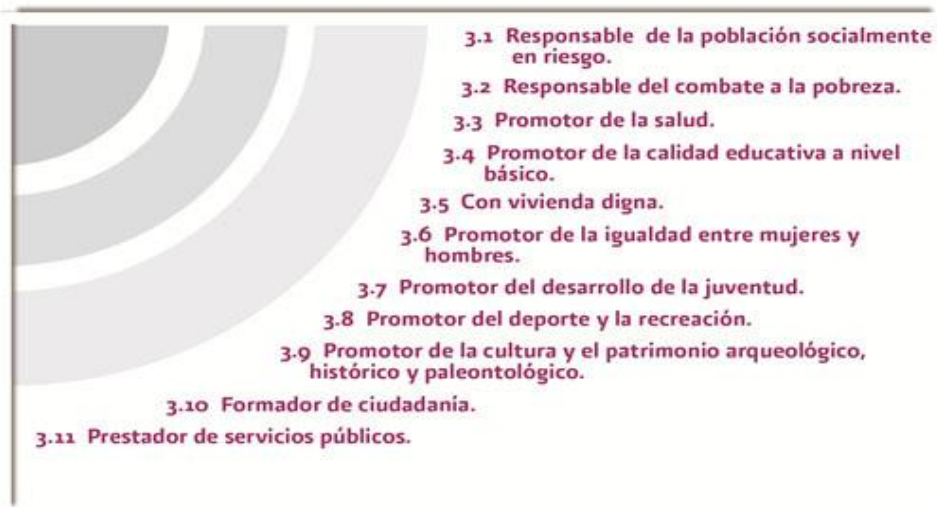 3.1 Responsable de la población socialmente
en riesgo.
3.2 Responsable del combate a la pobreza.
3.3 Promotor de la salud.
3.4 Promotor de la calidad educativa a nivel
básico.
3.5 Con vivienda digna.
3.6 Promotor de la igualdad entre mujeres y
hombres.
3.7 Promotor del desarrollo de la juventud.
3.8 Promotor del deporte y la recreación.
3.9 Promotor de la cultura y el patrimonio arqueológico,
histórico y paleontológico.
3.10 Formador de ciudadanía.
3.11 Prestador de servicios públicos.